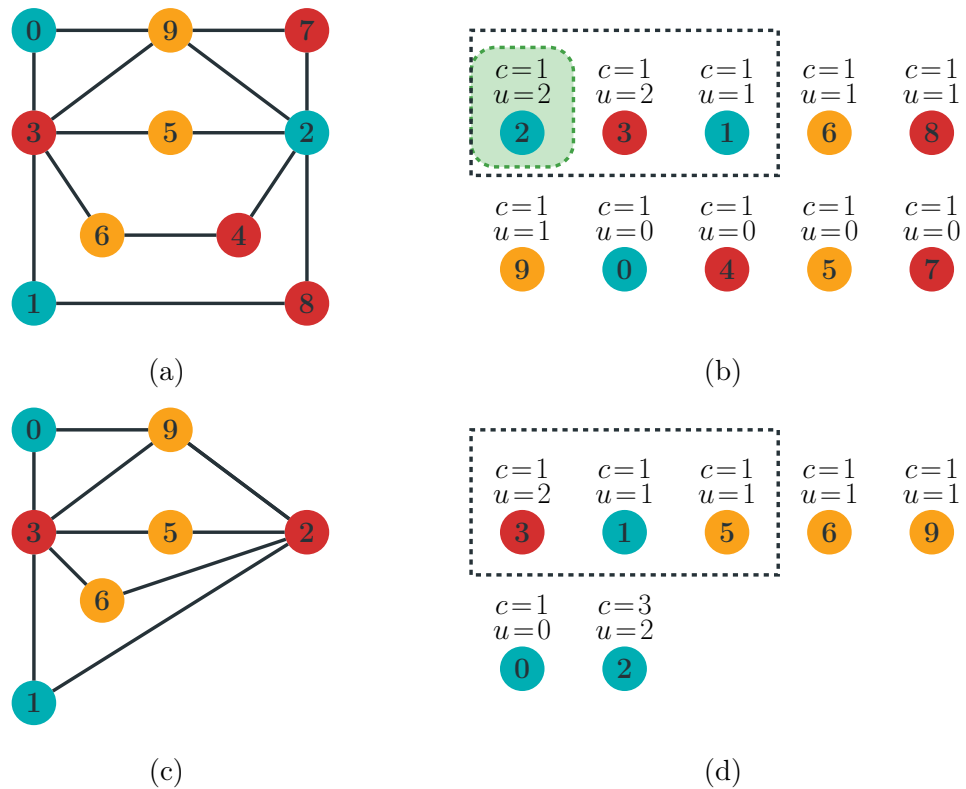 0 9 7
3 5 2
6 4
1 8
(a)
c=1 c=1 c=1 c=1 c=1
u=2 u=2 u=1 u=1 u=1
2 3 1 6 8
c=1 c=1 c=1 c=1 c=1
u=1 u=0 u=0 u=0 u=0
9 0 4 5 7
(b)
0 9
3 5 2
6
1
(c)
c=1 c=1 c=1 c=1 c=1
u=2 u=1 u=1 u=1 u=1
3 1 5 6 9
c=1 c=3
u=0 u=2
0 2
(d)